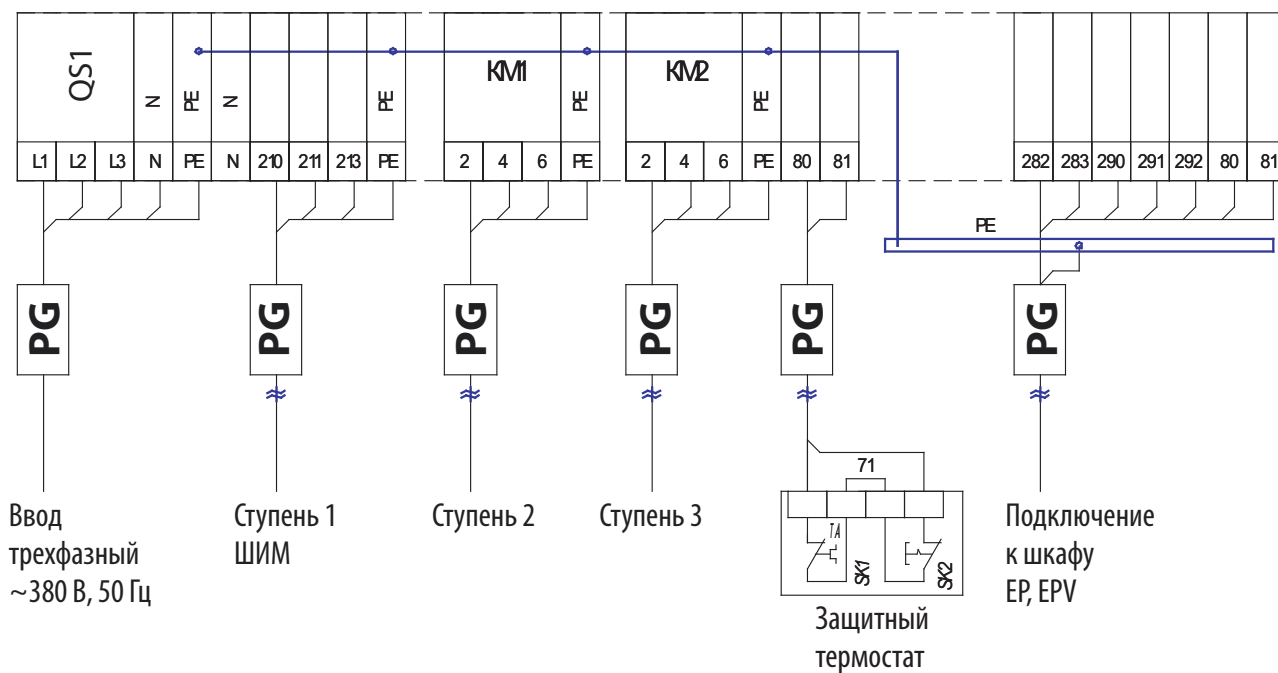 QS1 N PE N PE KM1 PE KM2 PE
L1 L2 L3 N PE N 210 211 213 PE 2 4 6 PE 2 4 6 PE 80 81 282 283 290 291 292 80 81
PE
PG PG PG PG PG PG
71
TA SK1 SK2
Ввод
трехфазный
~380 В, 50 Гц
Ступень 1
ШИМ
Ступень 2
Ступень 3
Защитный
термостат
Подключение
к шкафу
EP, EPV